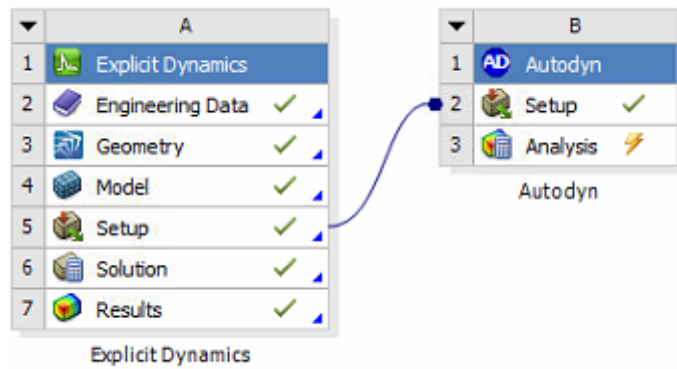 A
1 Explicit Dynamics
2 Engineering Data
3 Geometry
4 Model
5 Setup
6 Solution
7 Results
Explicit Dynamics
B
1 AD Autodyn
2 Setup
3 Analysis
Autodyn